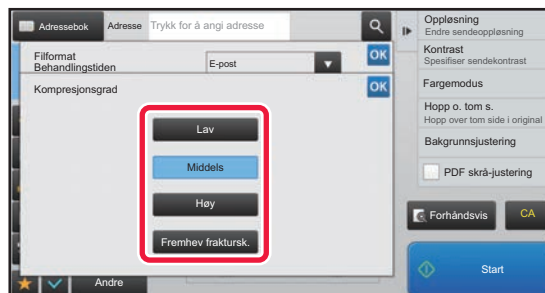 Adressebok
Adresse
Trykk for å angi adresse
Filformat
Behandlingstiden
E-post
OK
Kompresjonsgrad
OK
Lav
Middels
Høy
Fremhev fraktursk.
Andre
Oppløsning
Endre sendeoppløsning
Kontrast
Spesifiser sendekontrast
Fargemodus
Hopp o. tom s.
Hopp over tom side i original
Bakgrunnsjustering
PDF skrå-justering
Forhåndsvis
CA
Start